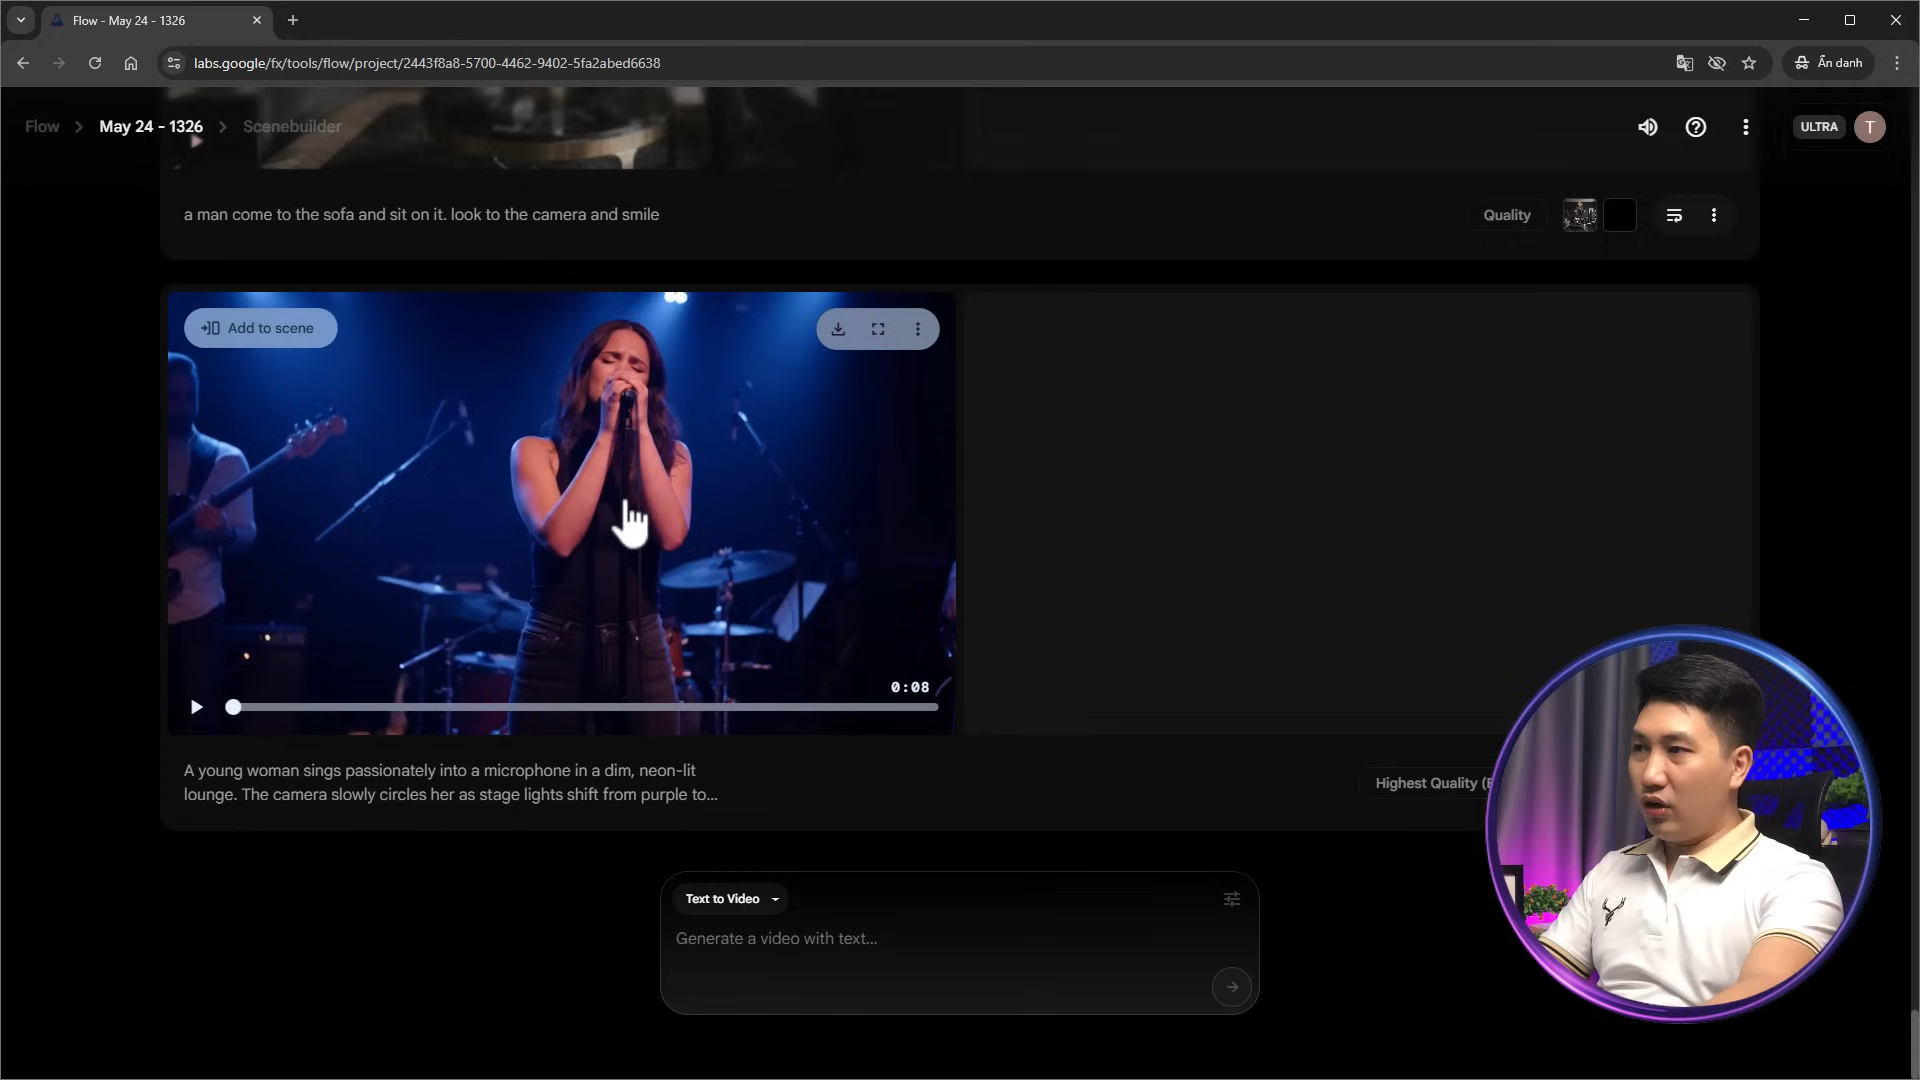 Flow - May 24 - 1326
labs.google/fx/tools/flow/project/2443f8a8-5700-4462-9402-5fa2abed6638
Ẩn danh
Flow
May 24 - 1326
Scenebuilder
ULTRA
T
a man come to the sofa and sit on it. look to the camera and smile
Quality
Add to scene
0:08
A young woman sings passionately into a microphone in a dim, neon-lit
lounge. The camera slowly circles her as stage lights shift from purple to...
Highest Quality (
Text to Video
Generate a video with text...